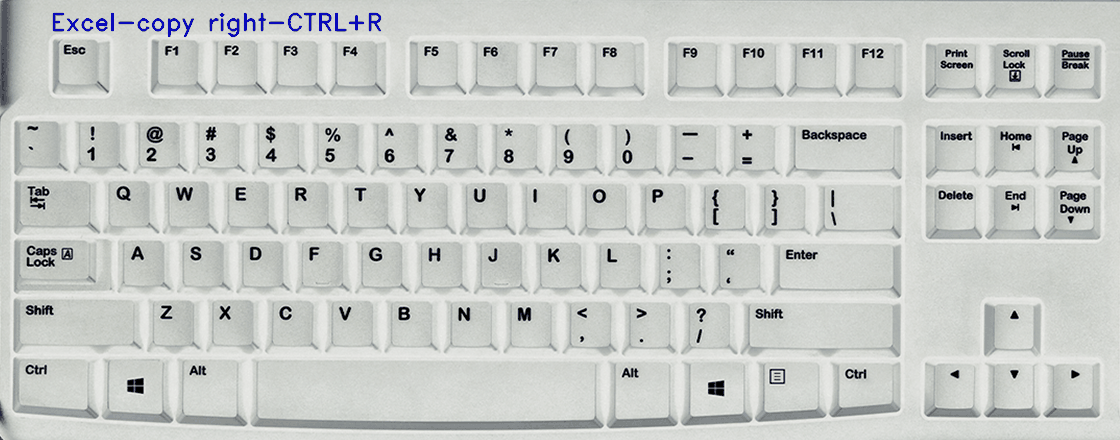 Excel-copy right-CTRL+R
Esc F1 F2 F3 F4 F5 F6 F7 F8 F9 F10 F11 F12 Print Screen Scroll Lock Pause Break
~ ` ! 1 @ 2 # 3 $ 4 % 5 ^ 6 & 7 * 8 ( 9 ) 0 — - + = Backspace Insert Home Page Up
Tab Q W E R T Y U I O P { [ } ] | \ Delete End Page Down
Caps Lock A A S D F G H J K L : ; “ ‘ Enter
Shift Z X C V B N M < , > . ? / Shift
Ctrl Alt Alt Ctrl